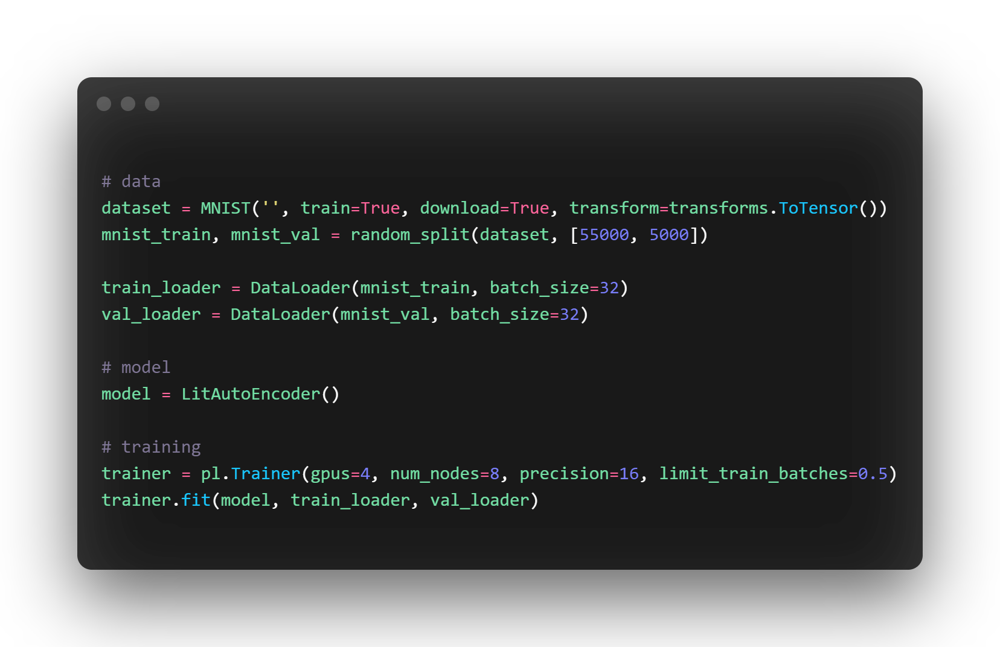 # data
dataset = MNIST('', train=True, download=True, transform=transforms.ToTensor())
mnist_train, mnist_val = random_split(dataset, [55000, 5000])
train_loader = DataLoader(mnist_train, batch_size=32)
val_loader = DataLoader(mnist_val, batch_size=32)
# model
model = LitAutoEncoder()
# training
trainer = pl.Trainer(gpus=4, num_nodes=8, precision=16, limit_train_batches=0.5)
trainer.fit(model, train_loader, val_loader)